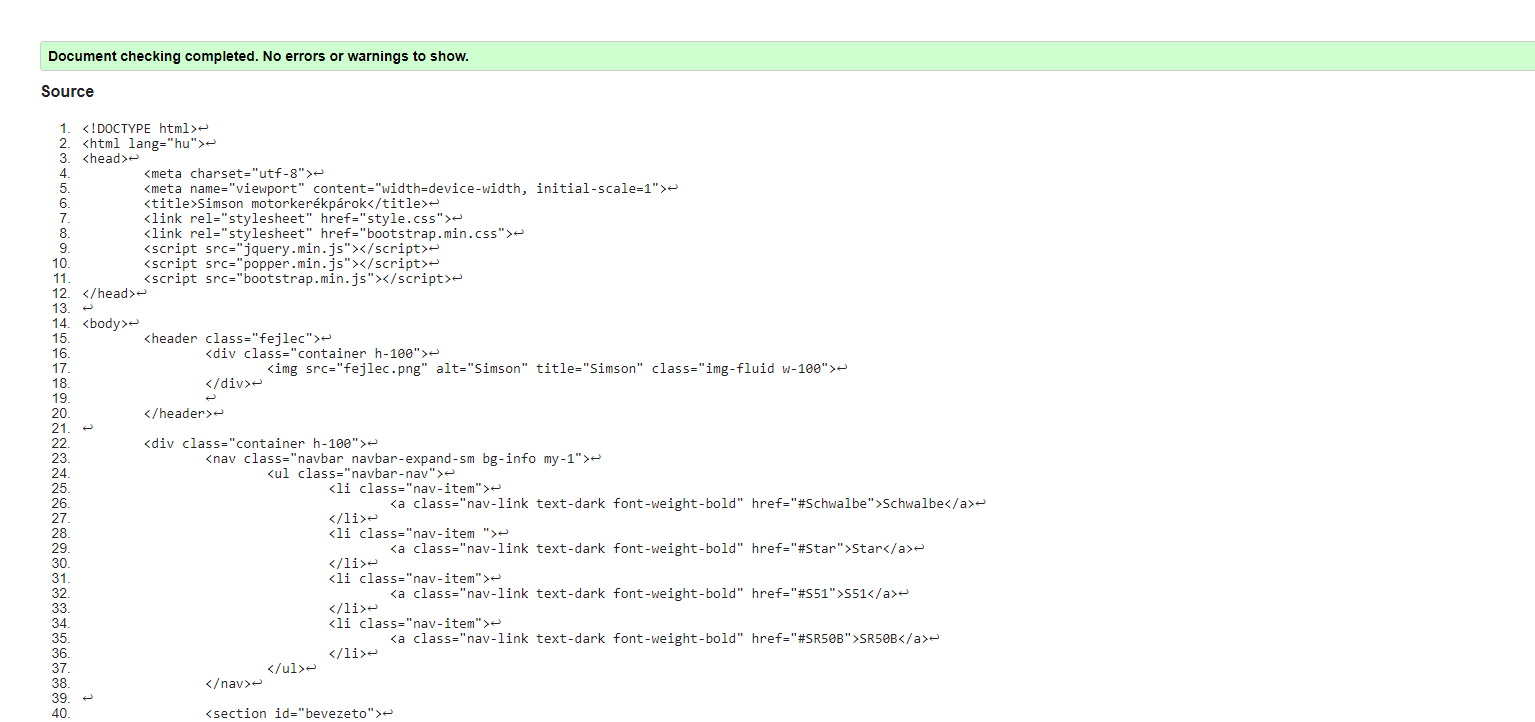 Document checking completed. No errors or warnings to show.
Source
1. <!DOCTYPE html>↩
2. <html lang="hu">↩
3. <head>↩
4. <meta charset="utf-8">↩
5. <meta name="viewport" content="width=device-width, initial-scale=1">↩
6. <title>Simson motorkerékpárok</title>↩
7. <link rel="stylesheet" href="style.css">↩
8. <link rel="stylesheet" href="bootstrap.min.css">↩
9. <script src="jquery.min.js"></script>↩
10. <script src="popper.min.js"></script>↩
11. <script src="bootstrap.min.js"></script>↩
12. </head>↩
13. ↩
14. <body>↩
15. <header class="fejlec">↩
16. <div class="container h-100">↩
17. <img src="fejlec.png" alt="Simson" title="Simson" class="img-fluid w-100">↩
18. </div>↩
19. ↩
20. </header>↩
21. ↩
22. <div class="container h-100">↩
23. <nav class="navbar navbar-expand-sm bg-info my-1">↩
24. <ul class="navbar-nav">↩
25. <li class="nav-item">↩
26. <a class="nav-link text-dark font-weight-bold" href="#Schwalbe">Schwalbe</a>↩
27. </li>↩
28. <li class="nav-item ">↩
29. <a class="nav-link text-dark font-weight-bold" href="#Star">Star</a>↩
30. </li>↩
31. <li class="nav-item">↩
32. <a class="nav-link text-dark font-weight-bold" href="#S51">S51</a>↩
33. </li>↩
34. <li class="nav-item">↩
35. <a class="nav-link text-dark font-weight-bold" href="#SR50B">SR50B</a>↩
36. </li>↩
37. </ul>↩
38. </nav>↩
39. ↩
40. <section id="bevezeto">↩